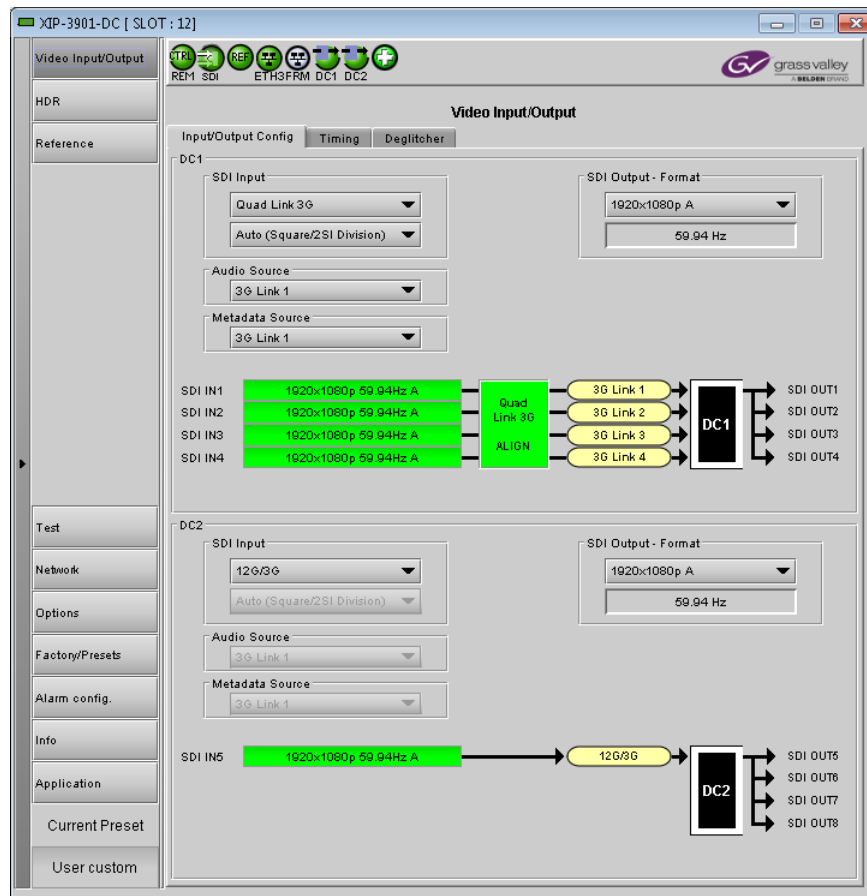 XIP-3901-DC [ SLOT : 12]
Video Input/Output
HDR
Reference
Test
Network
Options
Factory/Presets
Alarm config.
Info
Application
Current Preset
User custom
CTRL
REF
REM SDI ETH3FRM DC1 DC2
GV grass valley
A BELDEN BRAND
Video Input/Output
Input/Output Config Timing Deglitcher
DC1
SDI Input
Quad Link 3G
Auto (Square/2SI Division)
SDI Output - Format
1920x1080p A
59.94 Hz
Audio Source
3G Link 1
Metadata Source
3G Link 1
SDI IN1 1920x1080p 59.94Hz A 3G Link 1 SDI OUT1
SDI IN2 1920x1080p 59.94Hz A 3G Link 2 SDI OUT2
SDI IN3 1920x1080p 59.94Hz A 3G Link 3 SDI OUT3
SDI IN4 1920x1080p 59.94Hz A 3G Link 4 SDI OUT4
Quad
Link 3G
ALIGN
DC1
DC2
SDI Input
12G/3G
Auto (Square/2SI Division)
SDI Output - Format
1920x1080p A
59.94 Hz
Audio Source
3G Link 1
Metadata Source
3G Link 1
SDI IN5 1920x1080p 59.94Hz A 12G/3G SDI OUT5
SDI OUT6
DC2
SDI OUT7
SDI OUT8